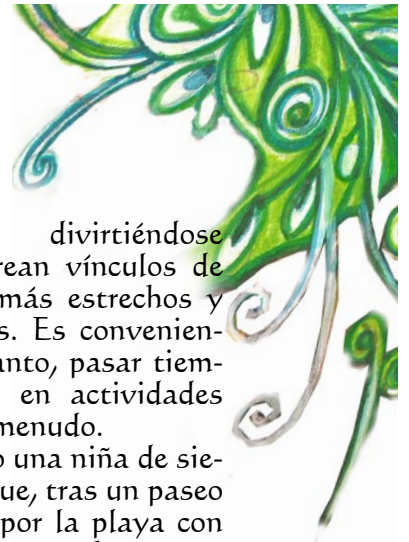 divirtiéndose
rean vínculos de
más estrechos y
s. Es convenien-
anto, pasar tiem-
en actividades
menudo.
o una niña de sie-
ue, tras un paseo
por la playa con